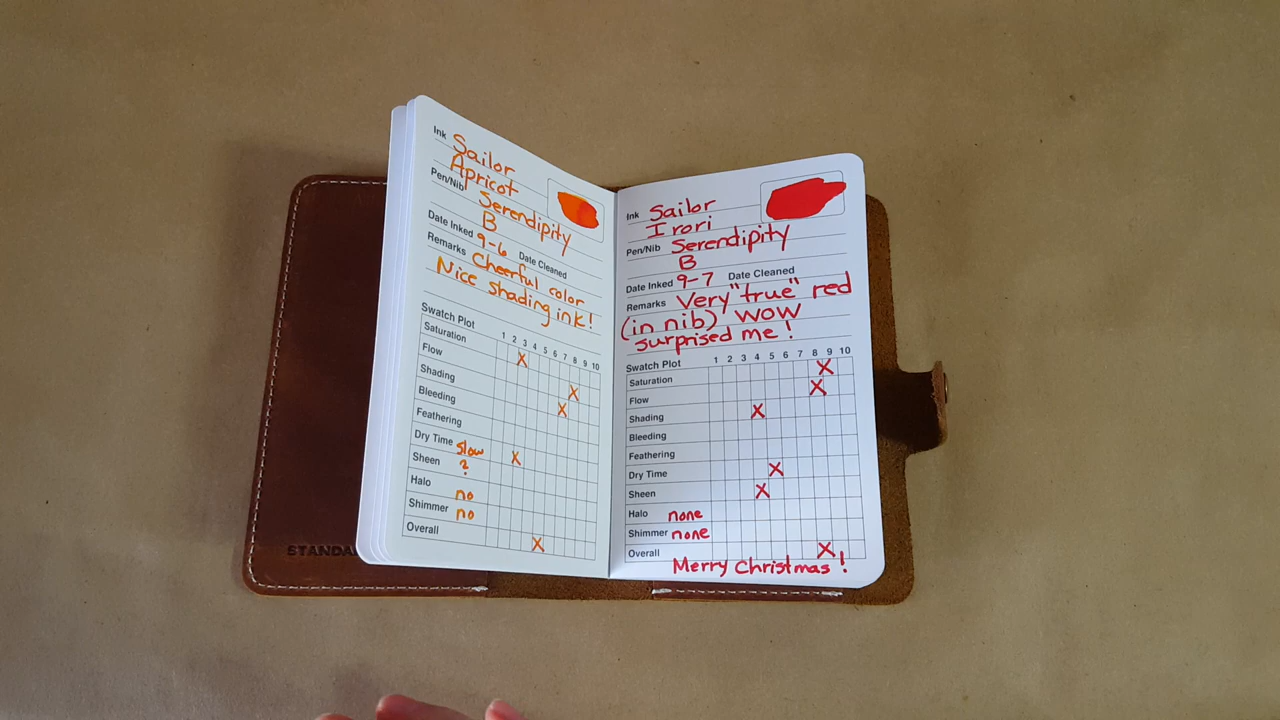 Ink Sailor
Apricot
Pen/Nib Serendipity
B
Date Inked 9-6 Date Cleaned
Remarks Cheerful color
Nice shading ink!
Swatch Plot 1 2 3 4 5 6 7 8 9 10
Saturation X
Flow X
Shading X
Bleeding
Feathering
Dry Time slow X
Sheen ?
Halo no
Shimmer no
Overall X
STANDA
Ink Sailor
Irori
Pen/Nib Serendipity
B
Date Inked 9-7 Date Cleaned
Remarks Very "true" red
(in nib) WOW
surprised me!
Swatch Plot 1 2 3 4 5 6 7 8 9 10
Saturation X
Flow X
Shading X
Bleeding
Feathering
Dry Time X
Sheen X
Halo none
Shimmer none
Overall X
Merry Christmas!